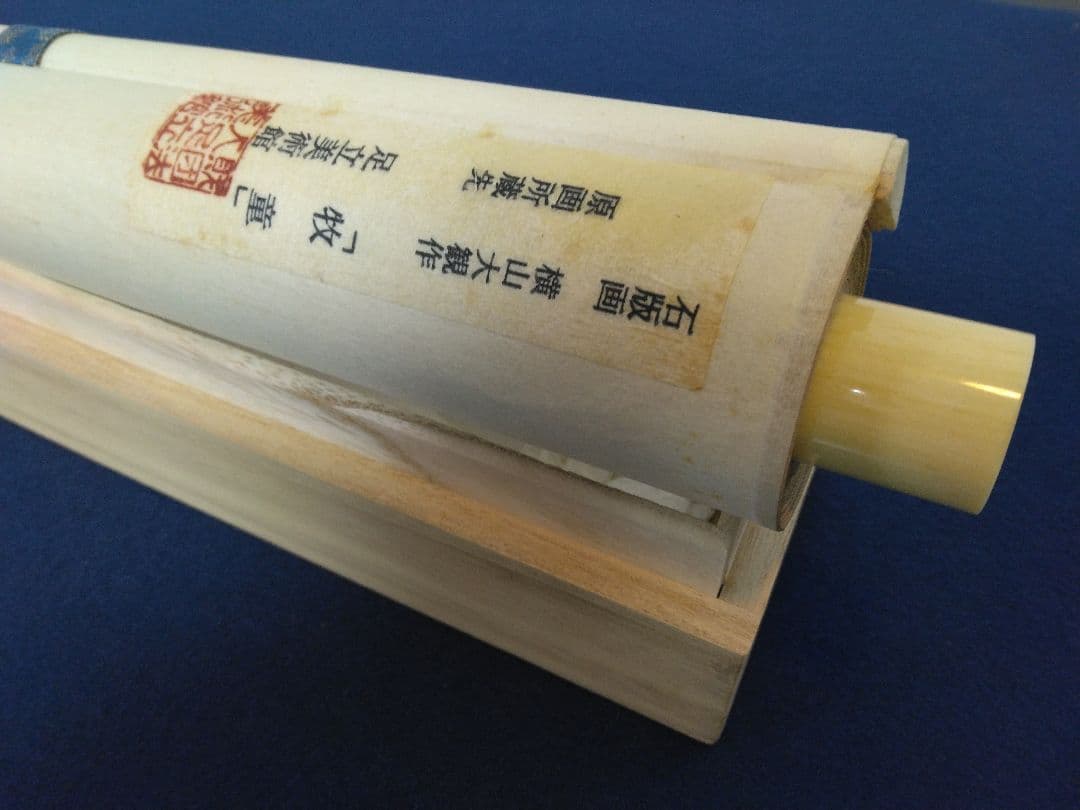 石版画 横山大観作 「牧 童」
原画所蔵先 足立美術館